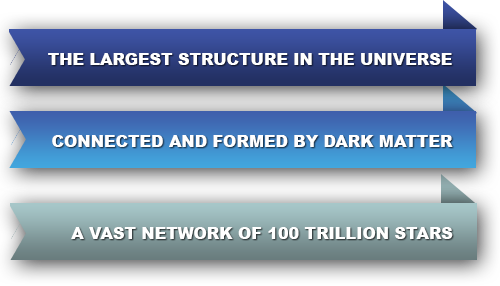 THE LARGEST STRUCTURE IN THE UNIVERSE
CONNECTED AND FORMED BY DARK MATTER
A VAST NETWORK OF 100 TRILLION STARS